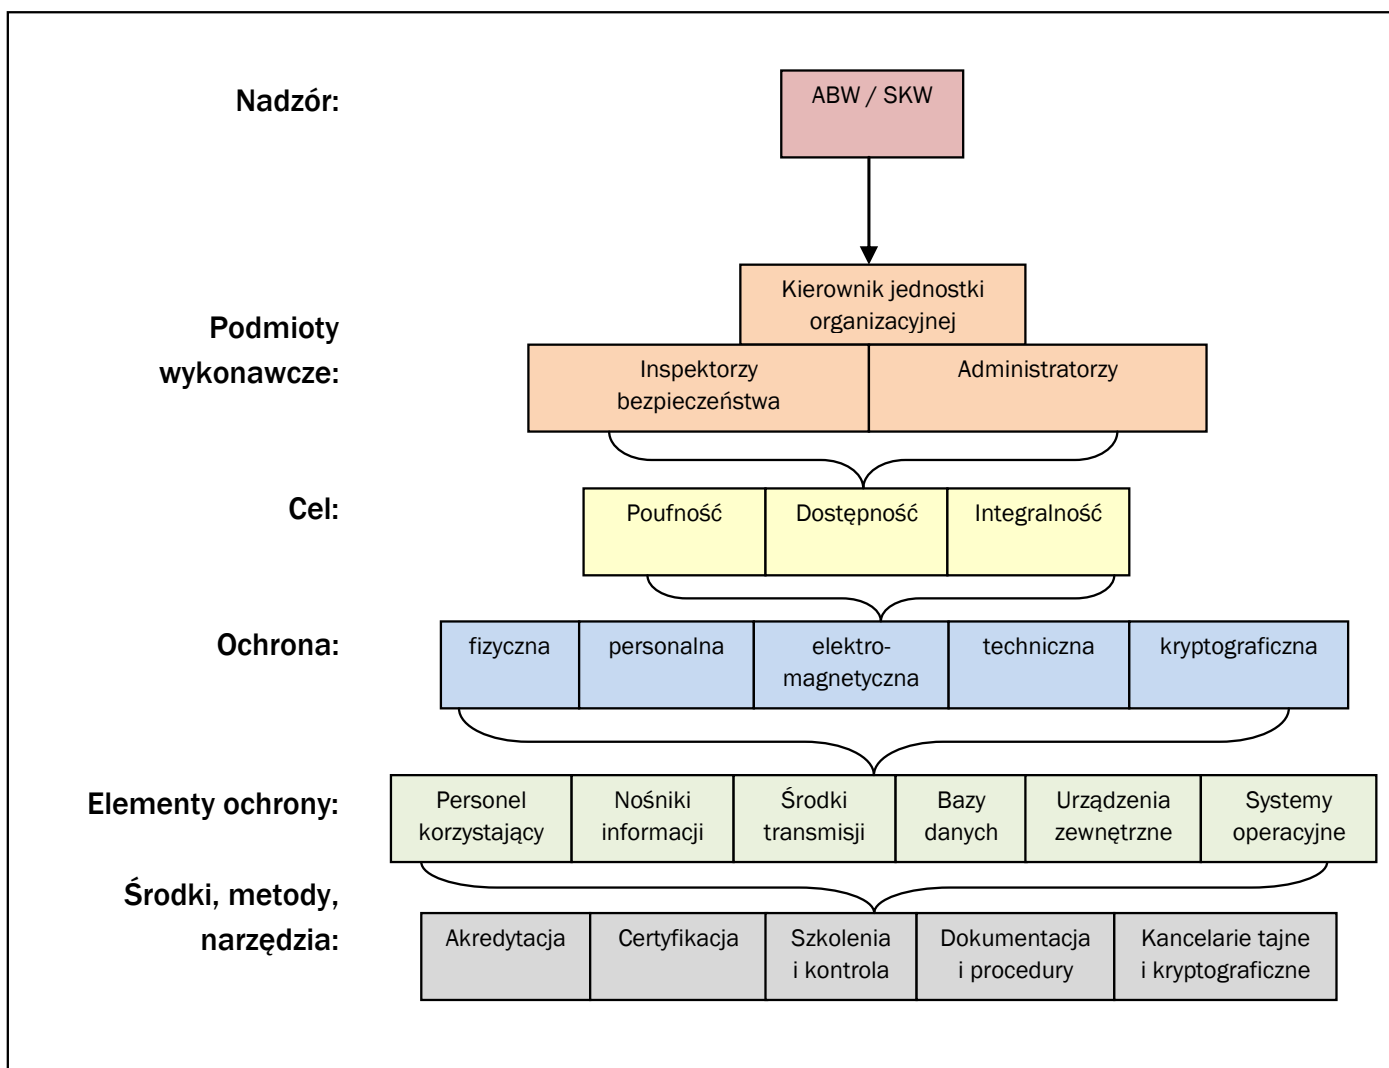 Nadzór:
ABW / SKW
Podmioty
wykonawcze:
Kierownik jednostki
organizacyjnej
Inspektorzy
bezpieczeństwa
Administratorzy
Cel:
Poufność
Dostępność
Integralność
Ochrona:
fizyczna
personalna
elektro-
magnetyczna
techniczna
kryptograficzna
Elementy ochrony:
Personel
korzystający
Nośniki
informacji
Środki
transmisji
Bazy
danych
Urządzenia
zewnętrzne
Systemy
operacyjne
Środki, metody,
narzędzia:
Akredytacja
Certyfikacja
Szkolenia
i kontrola
Dokumentacja
i procedury
Kancelarie tajne
i kryptograficzne